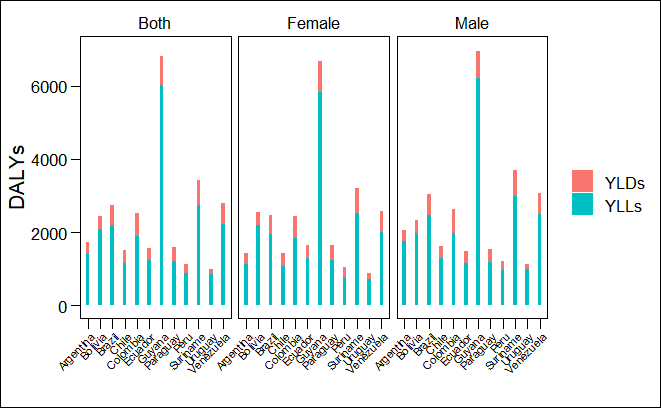 Both Female Male
DALYs
6000
4000
2000
0
YLDs
YLLs
Argentina Bolivia Brazil Chile Colombia Ecuador Guyana Paraguay Peru Suriname Uruguay Venezuela
Argentina Bolivia Brazil Chile Colombia Ecuador Guyana Paraguay Peru Suriname Uruguay Venezuela
Argentina Bolivia Brazil Chile Colombia Ecuador Guyana Paraguay Peru Suriname Uruguay Venezuela